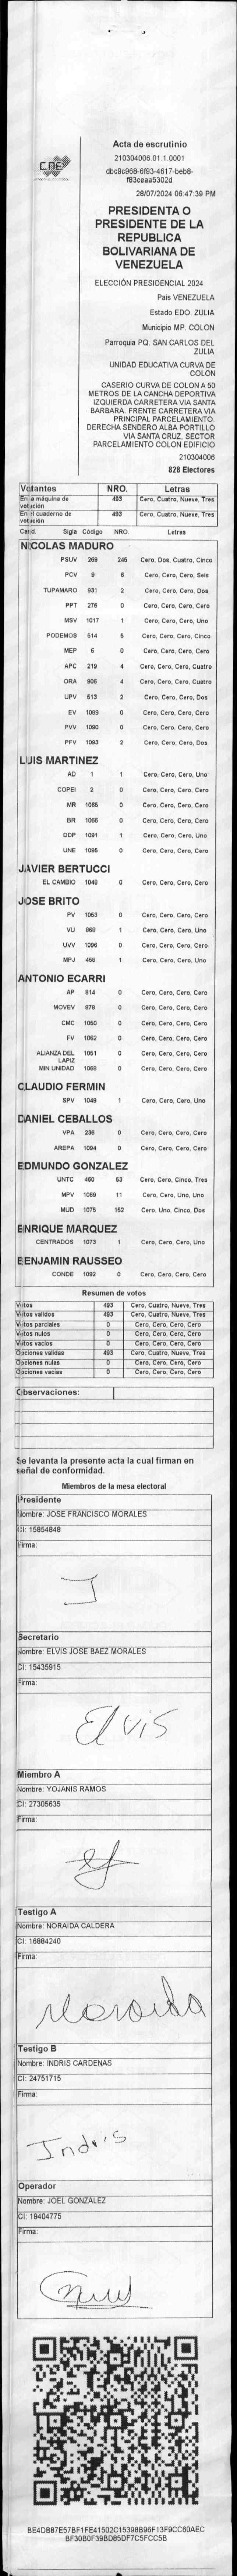 CNE
Acta de escrutinio
210304006.01.1.0001
dbc9c968-6f93-4617-beb8-
f83ceaa5302d
28/07/2024 06:47:39 PM
PRESIDENTA O
PRESIDENTE DE LA
REPUBLICA
BOLIVARIANA DE
VENEZUELA
ELECCIÓN PRESIDENCIAL 2024
Pais VENEZUELA
Estado EDO. ZULIA
Municipio MP. COLON
Parroquia PQ. SAN CARLOS DEL
ZULIA
UNIDAD EDUCATIVA CURVA DE
COLON
CASERIO CURVA DE COLON A 50
METROS DE LA CANCHA DEPORTIVA
IZQUIERDA CARRETERA VIA SANTA
BARBARA. FRENTE CARRETERA VIA
PRINCIPAL PARCELAMIENTO.
DERECHA SENDERO ALBA PORTILLO
VIA SANTA CRUZ. SECTOR
PARCELAMIENTO COLON EDIFICIO
210304006
828 Electores
Votantes NRO. Letras
En la máquina de votación 493 Cero, Cuatro, Nueve, Tres
En el cuaderno de votación 493 Cero, Cuatro, Nueve, Tres
Cand. Sigla Código NRO. Letras
NICOLAS MADURO
PSUV 269 245 Cero, Dos, Cuatro, Cinco
PCV 9 6 Cero, Cero, Cero, Seis
TUPAMARO 931 2 Cero, Cero, Cero, Dos
PPT 276 0 Cero, Cero, Cero, Cero
MSV 1017 1 Cero, Cero, Cero, Uno
PODEMOS 514 5 Cero, Cero, Cero, Cinco
MEP 6 0 Cero, Cero, Cero, Cero
APC 219 4 Cero, Cero, Cero, Cuatro
ORA 906 4 Cero, Cero, Cero, Cuatro
UPV 613 2 Cero, Cero, Cero, Dos
EV 1089 0 Cero, Cero, Cero, Cero
PVV 1090 0 Cero, Cero, Cero, Cero
PFV 1093 2 Cero, Cero, Cero, Dos
LUIS MARTINEZ
AD 1 1 Cero, Cero, Cero, Uno
COPEI 2 0 Cero, Cero, Cero, Cero
MR 1065 0 Cero, Cero, Cero, Cero
BR 1066 0 Cero, Cero, Cero, Cero
DDP 1091 1 Cero, Cero, Cero, Uno
UNE 1095 0 Cero, Cero, Cero, Cero
JAVIER BERTUCCI
EL CAMBIO 1048 0 Cero, Cero, Cero, Cero
JOSE BRITO
PV 1053 0 Cero, Cero, Cero, Cero
VU 968 1 Cero, Cero, Cero, Uno
UVV 1096 0 Cero, Cero, Cero, Cero
MPJ 468 1 Cero, Cero, Cero, Uno
ANTONIO ECARRI
AP 814 0 Cero, Cero, Cero, Cero
MOVEV 878 0 Cero, Cero, Cero, Cero
CMC 1050 0 Cero, Cero, Cero, Cero
FV 1062 0 Cero, Cero, Cero, Cero
ALIANZA DEL LAPIZ 1051 0 Cero, Cero, Cero, Cero
MIN UNIDAD 1068 0 Cero, Cero, Cero, Cero
CLAUDIO FERMIN
SPV 1049 1 Cero, Cero, Cero, Uno
DANIEL CEBALLOS
VPA 236 0 Cero, Cero, Cero, Cero
AREPA 1094 0 Cero, Cero, Cero, Cero
EDMUNDO GONZALEZ
UNTC 460 53 Cero, Cero, Cinco, Tres
MPV 1069 11 Cero, Cero, Uno, Uno
MUD 1075 152 Cero, Uno, Cinco, Dos
ENRIQUE MARQUEZ
CENTRADOS 1073 1 Cero, Cero, Cero, Uno
BENJAMIN RAUSSEO
CONDE 1092 0 Cero, Cero, Cero, Cero
Resumen de votos
Votos 493 Cero, Cuatro, Nueve, Tres
Votos validos 493 Cero, Cuatro, Nueve, Tres
Votos parciales 0 Cero, Cero, Cero, Cero
Votos nulos 0 Cero, Cero, Cero, Cero
Votos vacios 0 Cero, Cero, Cero, Cero
Opciones validas 493 Cero, Cuatro, Nueve, Tres
Opciones nulas 0 Cero, Cero, Cero, Cero
Opciones vacias 0 Cero, Cero, Cero, Cero
Observaciones:
Se levanta la presente acta la cual firman en
señal de conformidad.
Miembros de la mesa electoral
Presidente
Nombre: JOSE FRANCISCO MORALES
CI: 15854848
Firma:
Secretario
Nombre: ELVIS JOSE BAEZ MORALES
CI: 15435915
Firma:
Elvis
Miembro A
Nombre: YOJANIS RAMOS
CI: 27305635
Firma:
Testigo A
Nombre: NORAIDA CALDERA
CI: 16884240
Firma:
Noraida
Testigo B
Nombre: INDRIS CARDENAS
CI: 24751715
Firma:
Indris
Operador
Nombre: JOEL GONZALEZ
CI: 19404775
Firma:
BE4DB87E57BF1FE41502C15398B96F13F9CC60AEC
BF30B0F39BD85DF7C5FCC5B